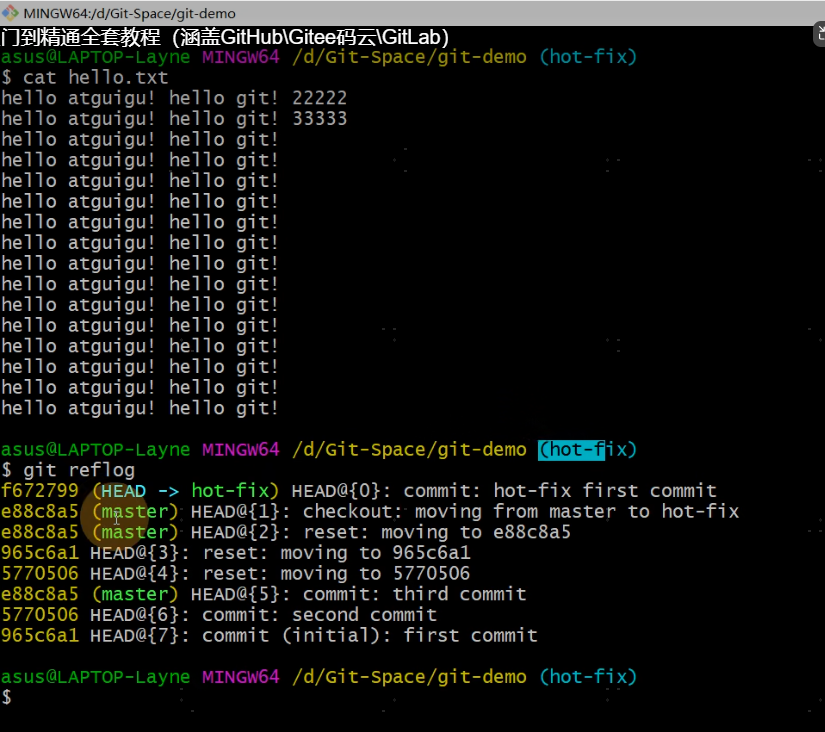 MINGW64:/d/Git-Space/git-demo
门到精通全套教程（涵盖GitHub\Gitee码云\GitLab）
asus@LAPTOP-Layne MINGW64 /d/Git-Space/git-demo (hot-fix)
$ cat hello.txt
hello atguigu! hello git! 22222
hello atguigu! hello git! 33333
hello atguigu! hello git!
hello atguigu! hello git!
hello atguigu! hello git!
hello atguigu! hello git!
hello atguigu! hello git!
hello atguigu! hello git!
hello atguigu! hello git!
hello atguigu! hello git!
hello atguigu! hello git!
hello atguigu! hello git!
hello atguigu! hello git!
hello atguigu! hello git!
hello atguigu! hello git!
hello atguigu! hello git!
asus@LAPTOP-Layne MINGW64 /d/Git-Space/git-demo (hot-fix)
$ git reflog
f672799 (HEAD -> hot-fix) HEAD@{0}: commit: hot-fix first commit
e88c8a5 (master) HEAD@{1}: checkout: moving from master to hot-fix
e88c8a5 (master) HEAD@{2}: reset: moving to e88c8a5
965c6a1 HEAD@{3}: reset: moving to 965c6a1
5770506 HEAD@{4}: reset: moving to 5770506
e88c8a5 (master) HEAD@{5}: commit: third commit
5770506 HEAD@{6}: commit: second commit
965c6a1 HEAD@{7}: commit (initial): first commit
asus@LAPTOP-Layne MINGW64 /d/Git-Space/git-demo (hot-fix)
$